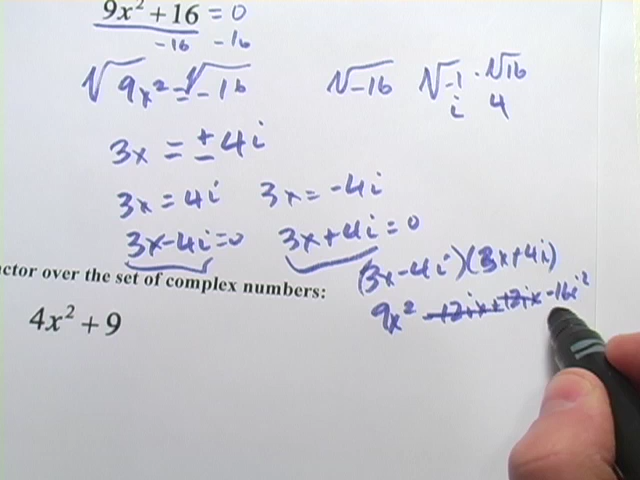 9x² + 16 = 0
-16 -16
√9x² = √-16 √-16 √-1 · √16
i 4
3x = ± 4i
3x = 4i 3x = -4i
3x-4i=0 3x+4i=0
(3x-4i)(3x+4i)
ctor over the set of complex numbers:
9x² -12ix+12ix -16i²
4x² + 9